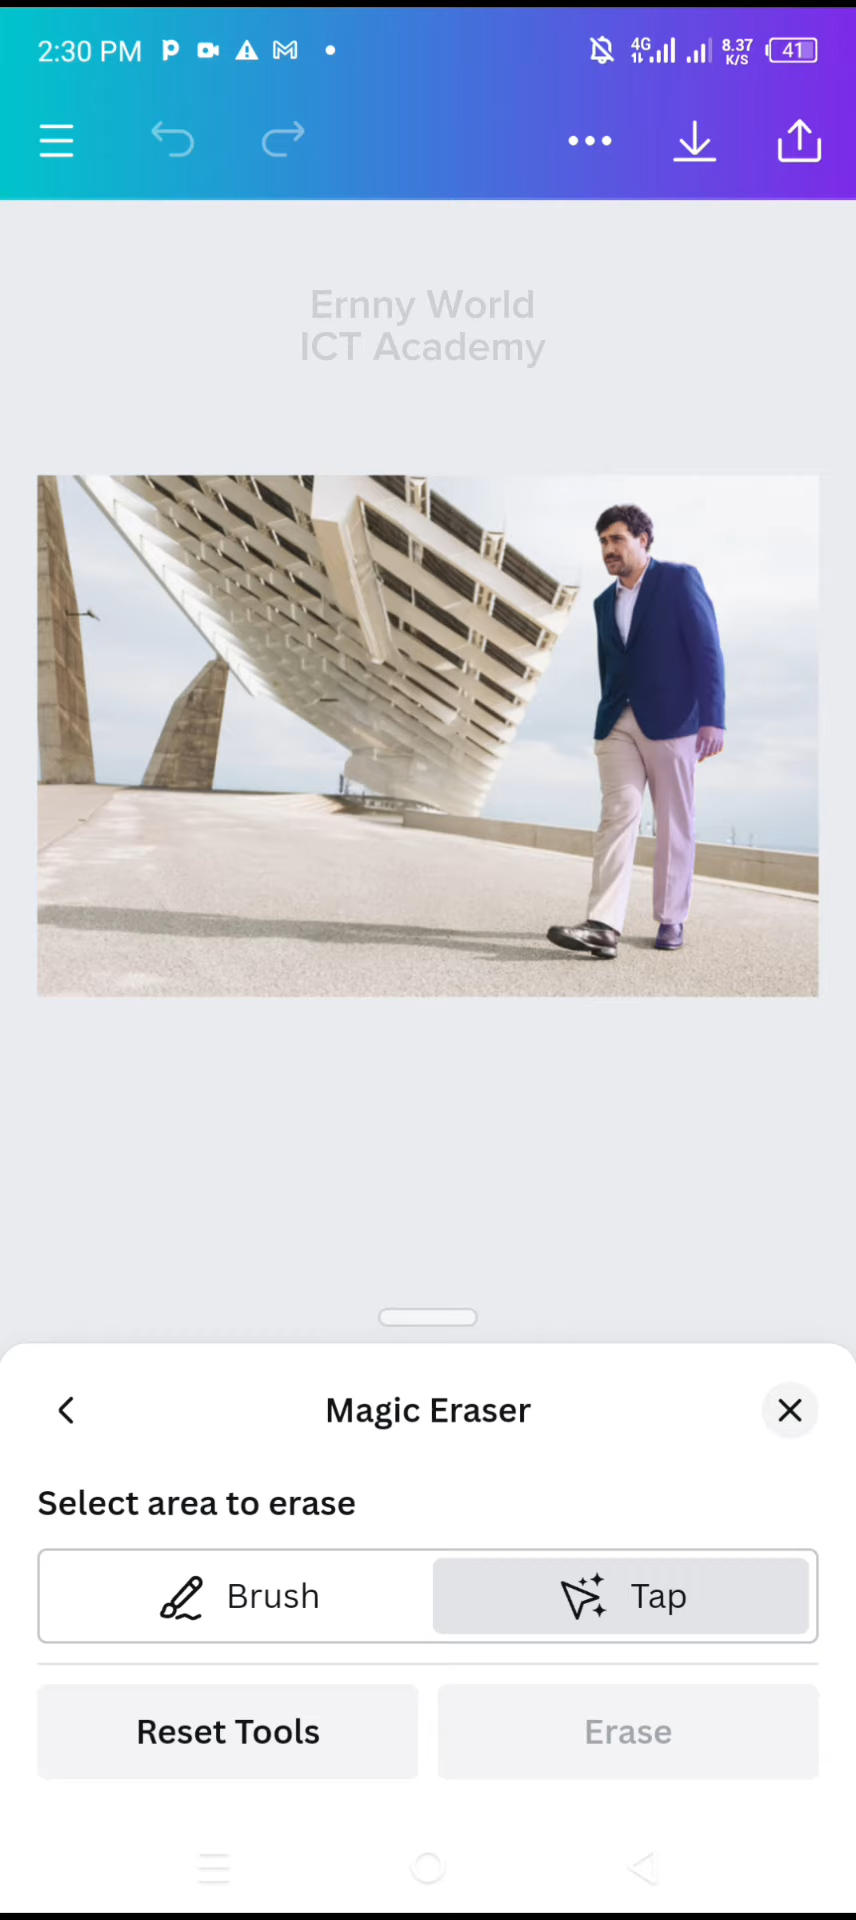 2:30 PM
4G
8.37
K/S
41
Ernny World
ICT Academy
Magic Eraser
Select area to erase
Brush
Tap
Reset Tools
Erase